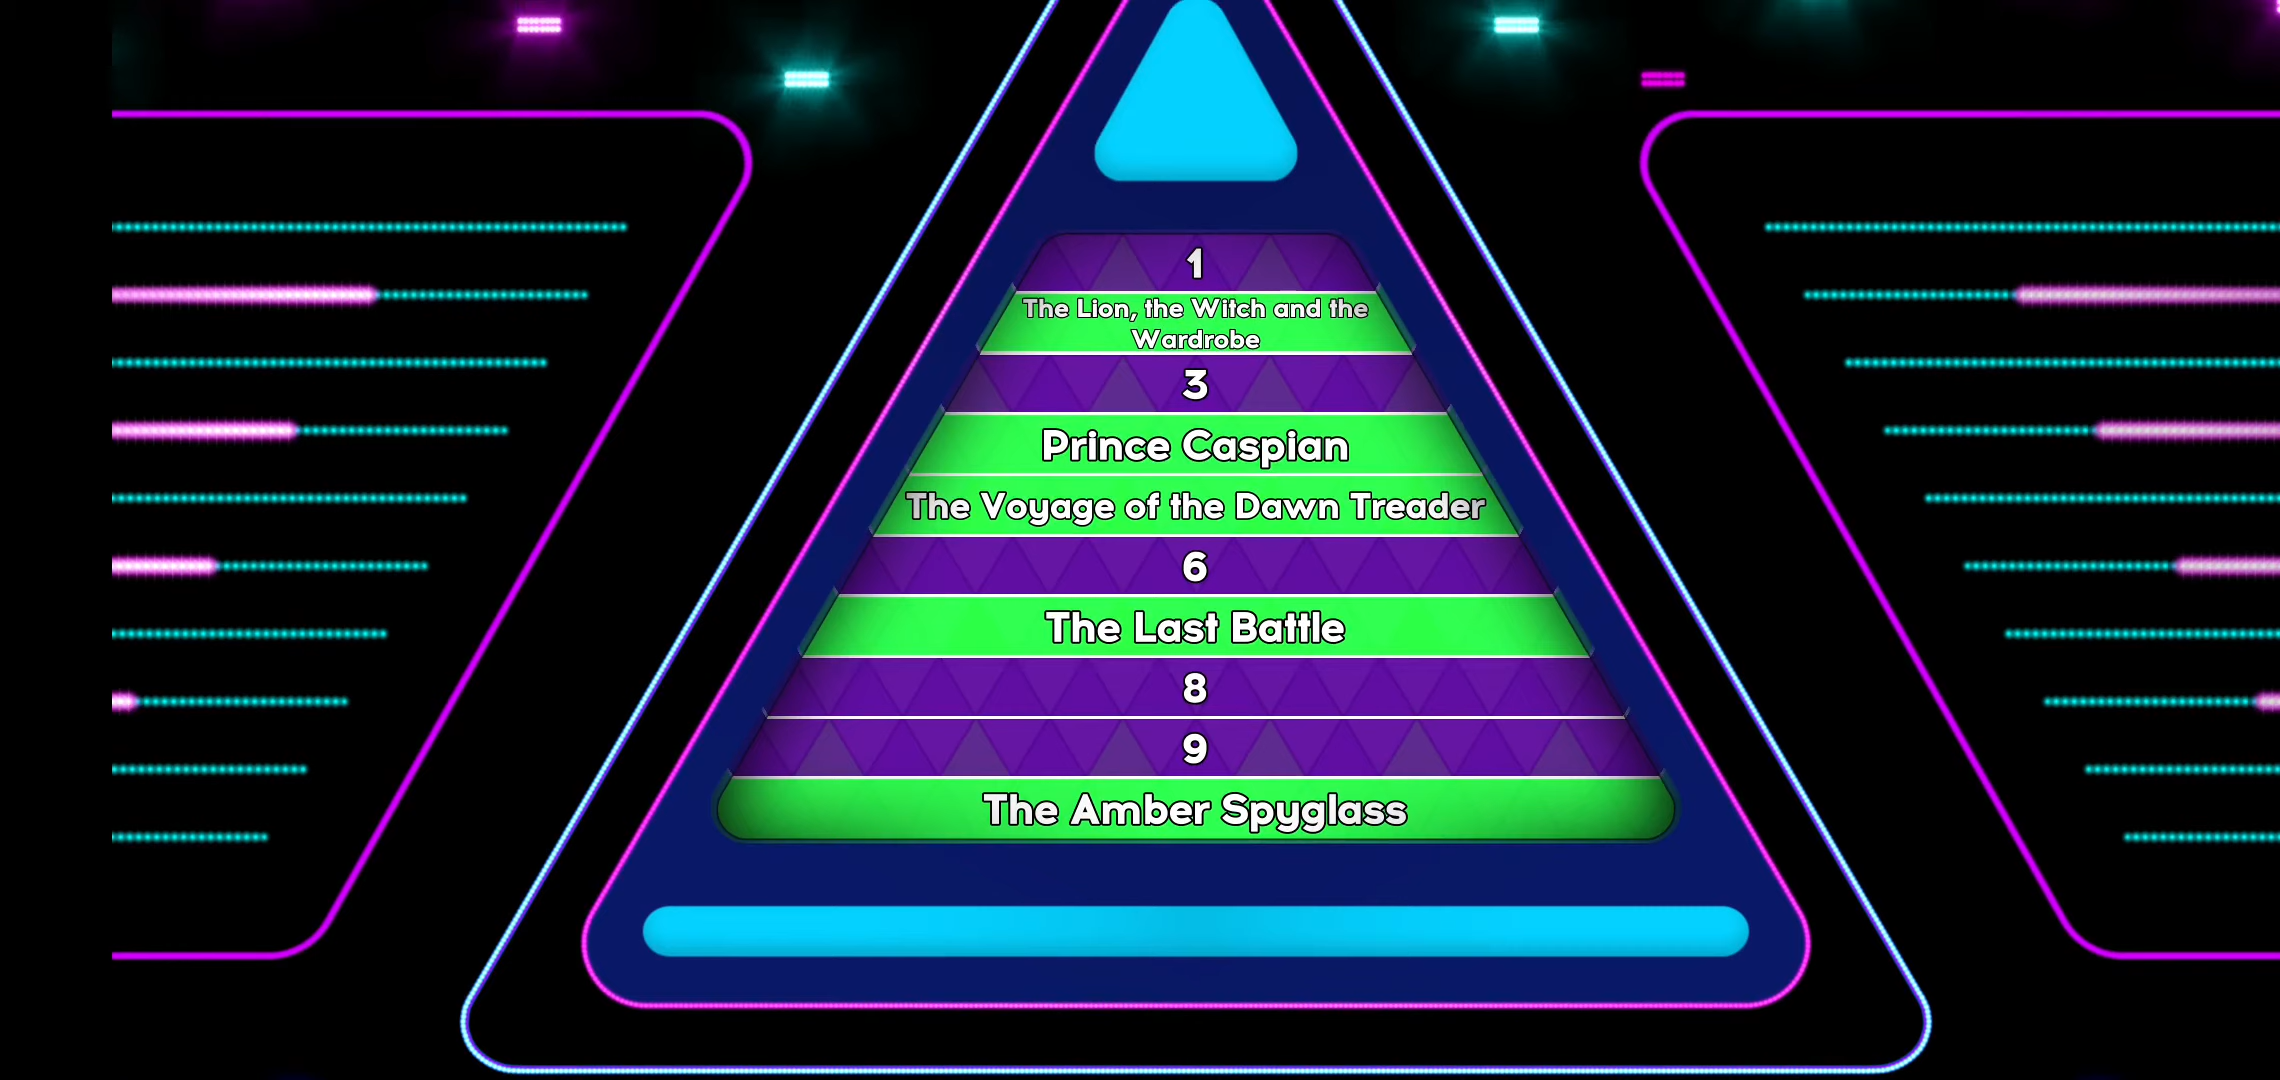 1
The Lion, the Witch and the
Wardrobe
3
Prince Caspian
The Voyage of the Dawn Treader
6
The Last Battle
8
9
The Amber Spyglass